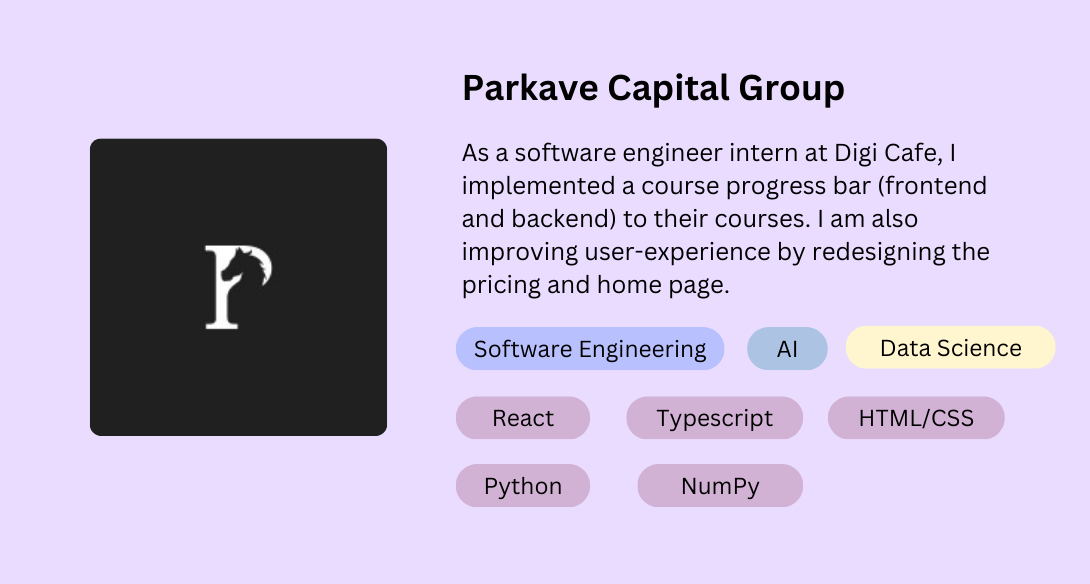 Parkave Capital Group
As a software engineer intern at Digi Cafe, I
implemented a course progress bar (frontend
and backend) to their courses. I am also
improving user-experience by redesigning the
pricing and home page.
Software Engineering AI Data Science
React Typescript HTML/CSS
Python NumPy
P